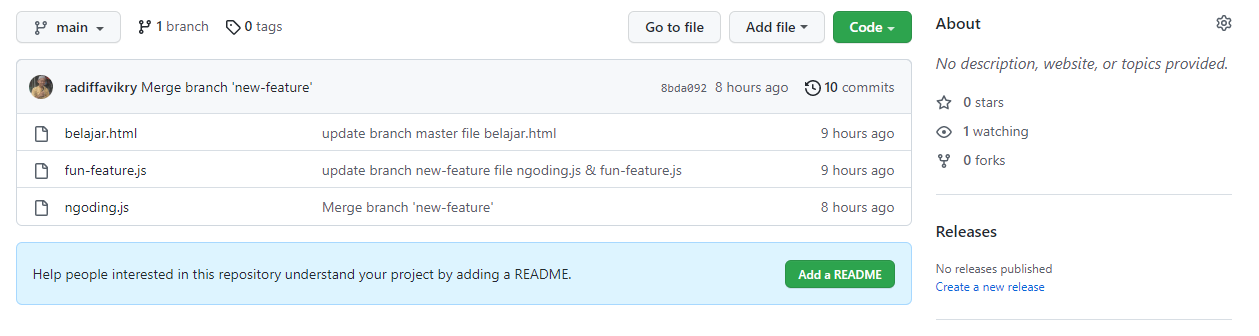 main 1 branch 0 tags Go to file Add file Code
radiffavikry Merge branch 'new-feature' 8bda092 8 hours ago 10 commits
belajar.html update branch master file belajar.html 9 hours ago
fun-feature.js update branch new-feature file ngoding.js & fun-feature.js 9 hours ago
ngoding.js Merge branch 'new-feature' 8 hours ago
Help people interested in this repository understand your project by adding a README. Add a README
About
No description, website, or topics provided.
0 stars
1 watching
0 forks
Releases
No releases published
Create a new release